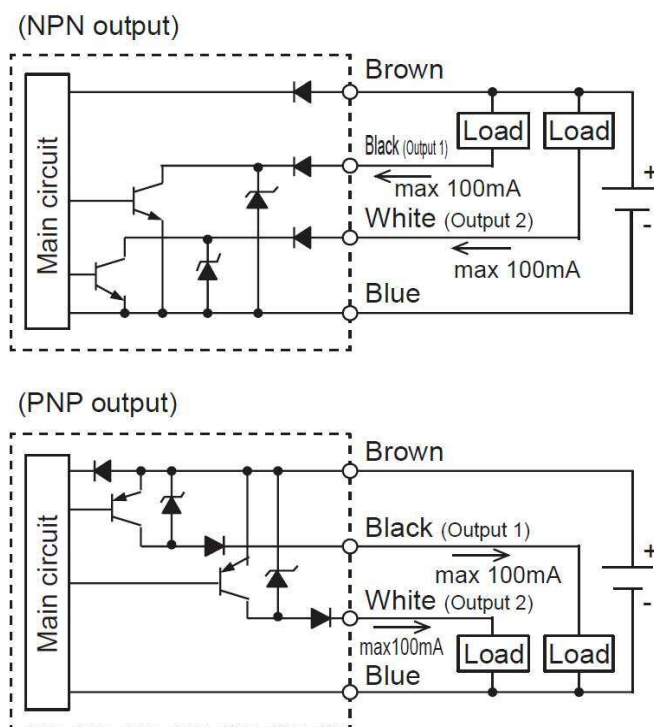 (NPN output)
Main circuit
Brown
Load
Load
Black (Output 1)
max 100mA
White (Output 2)
max 100mA
Blue
+
-
(PNP output)
Main circuit
Brown
Black (Output 1)
max 100mA
White (Output 2)
max100mA
Load
Load
Blue
+
-